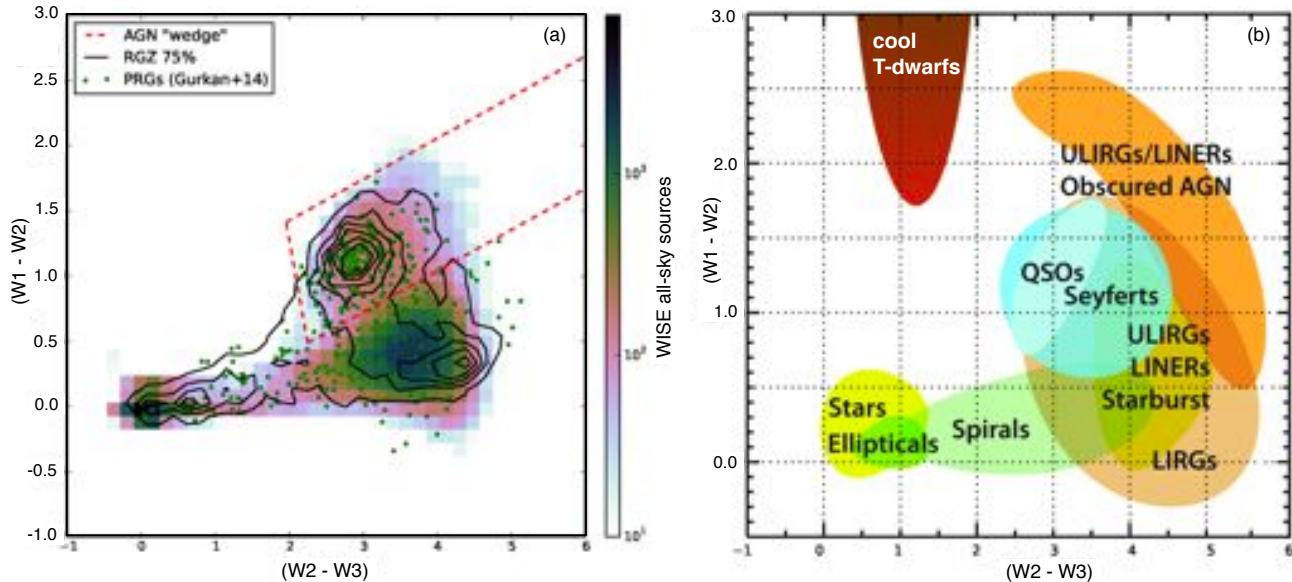 (a)
AGN "wedge"
RGZ 75%
PRGs (Gurkan+14)
3.0
2.5
2.0
1.5
1.0
0.5
0.0
-0.5
-1.0
(W1 - W2)
−1
0
1
2
3
4
5
6
(W2 - W3)
10³
10²
10¹
WISE all-sky sources
(b)
cool
T-dwarfs
ULIRGs/LINERs
Obscured AGN
QSOs
Seyferts
ULIRGs
LINERs
Starburst
LIRGs
Stars
Ellipticals
Spirals
3.0
2.0
1.0
0.0
(W1 - W2)
-1
0
1
2
3
4
5
6
(W2 - W3)